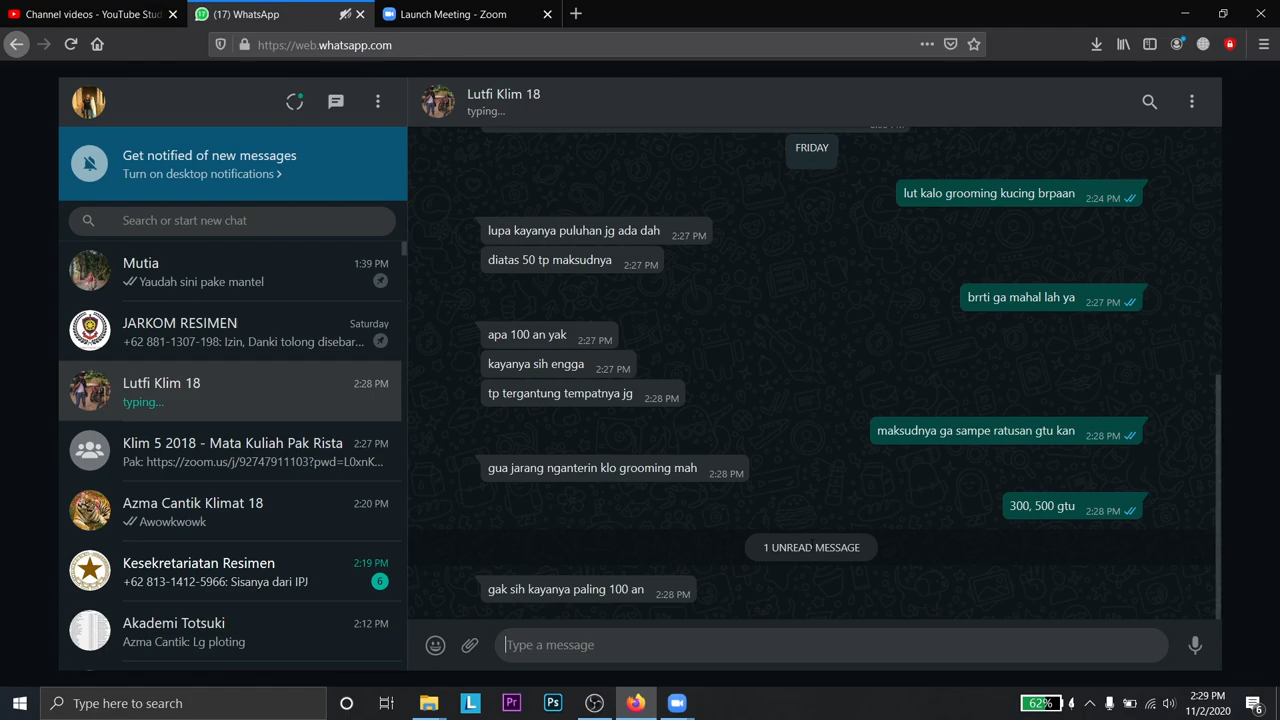 Channel videos - YouTube Stud
(17) WhatsApp
Launch Meeting - Zoom
https://web.whatsapp.com
Lutfi Klim 18
typing...
Get notified of new messages
Turn on desktop notifications >
Search or start new chat
Mutia
1:39 PM
Yaudah sini pake mantel
JARKOM RESIMEN
Saturday
+62 881-1307-198: Izin, Danki tolong disebar...
Lutfi Klim 18
2:28 PM
typing...
Klim 5 2018 - Mata Kuliah Pak Rista
2:27 PM
Pak: https://zoom.us/j/92747911103?pwd=L0xnK...
Azma Cantik Klimat 18
2:20 PM
Awowkwowk
Kesekretariatan Resimen
2:19 PM
+62 813-1412-5966: Sisanya dari IPJ
6
Akademi Totsuki
2:12 PM
Azma Cantik: Lg ploting
FRIDAY
lut kalo grooming kucing brpaan 2:24 PM
lupa kayanya puluhan jg ada dah 2:27 PM
diatas 50 tp maksudnya 2:27 PM
brrti ga mahal lah ya 2:27 PM
apa 100 an yak 2:27 PM
kayanya sih engga 2:27 PM
tp tergantung tempatnya jg 2:28 PM
maksudnya ga sampe ratusan gtu kan 2:28 PM
gua jarang nganterin klo grooming mah 2:28 PM
300, 500 gtu 2:28 PM
1 UNREAD MESSAGE
gak sih kayanya paling 100 an 2:28 PM
Type a message
Type here to search
L
Pr
Ps
62%
2:29 PM
11/2/2020
6